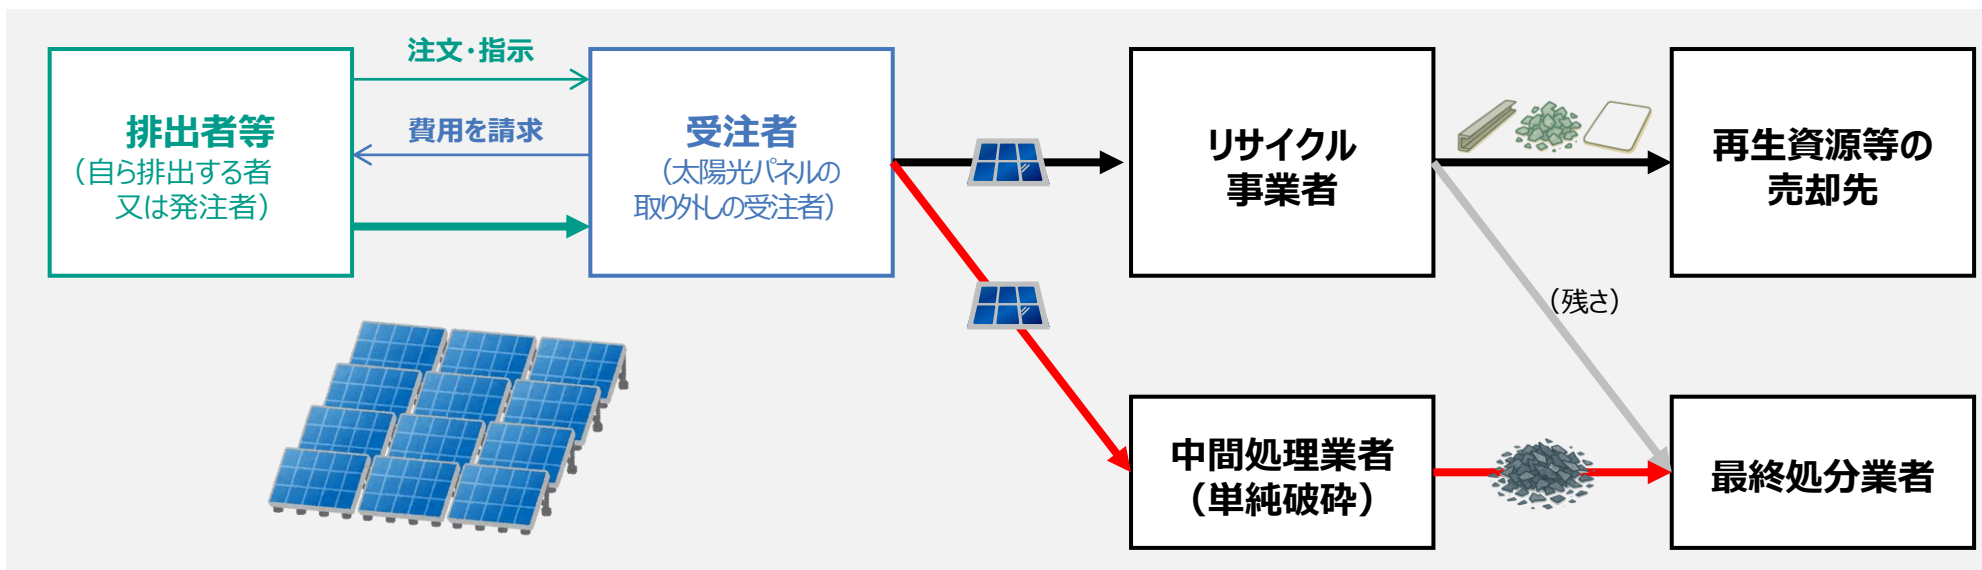 注文・指示
排出者等
（自ら排出する者
又は発注者）
費用を請求
受注者
（太陽光パネルの
取り外しの受注者）
リサイクル
事業者
再生資源等の
売却先
（残さ）
中間処理業者
（単純破砕）
最終処分業者